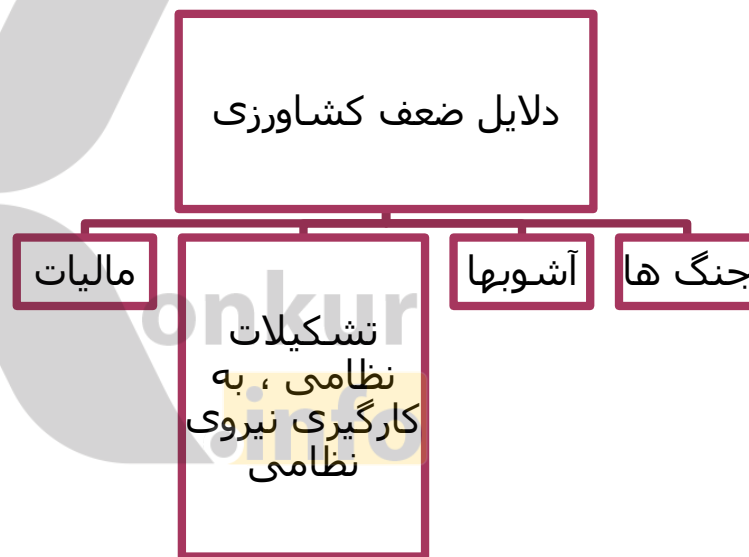 دلایل ضعف کشاورزی
جنگ ها
آشوبها
تشکیلات
نظامی ، به
کارگیری نیروی
نظامی
مالیات
onkur
.info